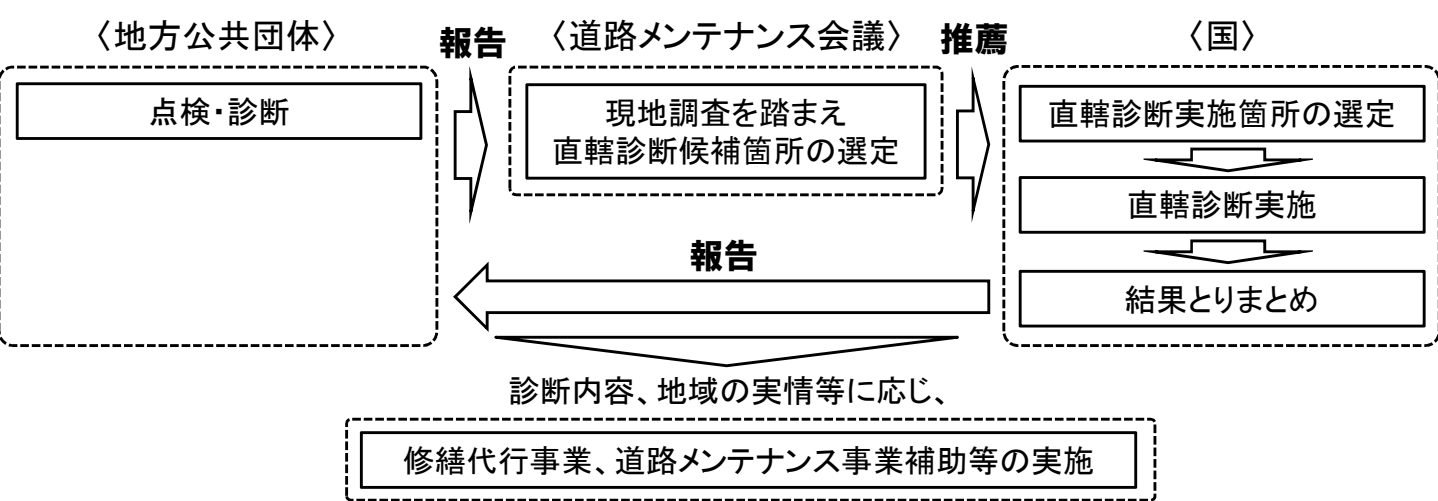 〈地方公共団体〉
報告
〈道路メンテナンス会議〉
推薦
〈国〉
点検・診断
現地調査を踏まえ
直轄診断候補箇所の選定
直轄診断実施箇所の選定
直轄診断実施
結果とりまとめ
報告
診断内容、地域の実情等に応じ、
修繕代行事業、道路メンテナンス事業補助等の実施